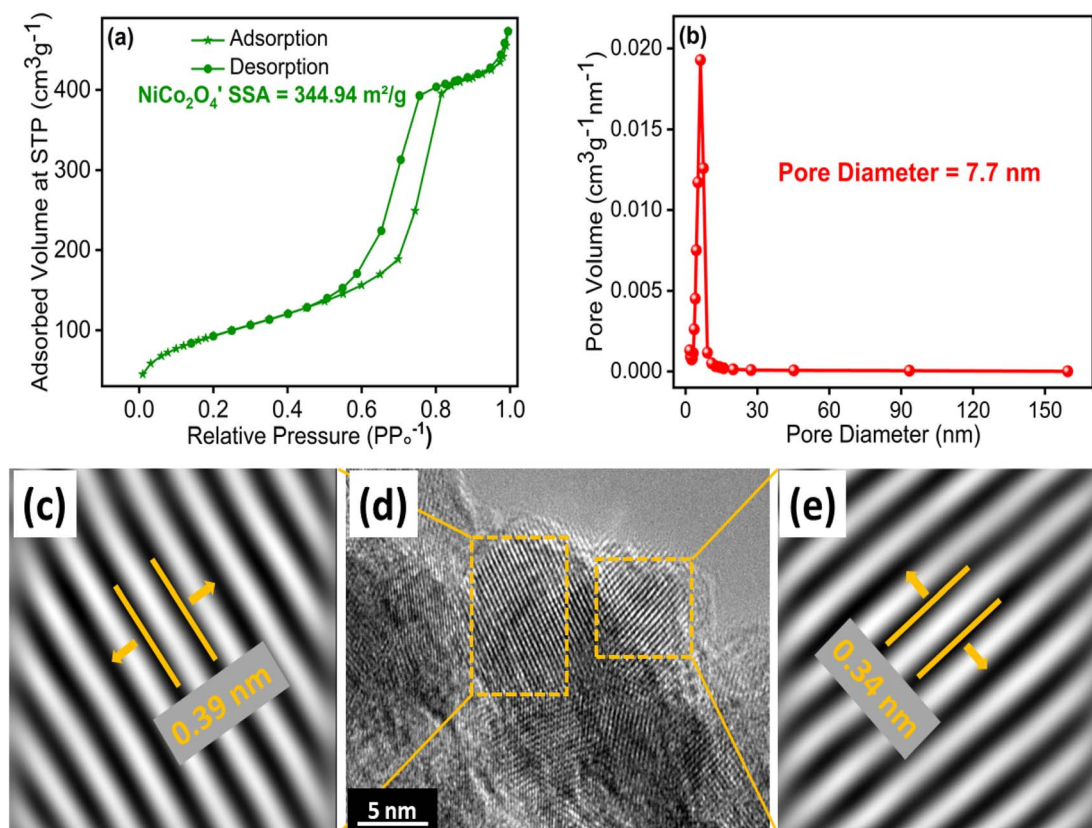 (a)
Adsorption
Desorption
NiCo₂O₄' SSA = 344.94 m²/g
Adsorbed Volume at STP (cm³g⁻¹)
400
300
200
100
0.0 0.2 0.4 0.6 0.8 1.0
Relative Pressure (PPₒ⁻¹)
(b)
Pore Diameter = 7.7 nm
Pore Volume (cm³g⁻¹nm⁻¹)
0.020
0.015
0.010
0.005
0.000
0 30 60 90 120 150
Pore Diameter (nm)
(c)
0.39 nm
(d)
5 nm
(e)
0.34 nm